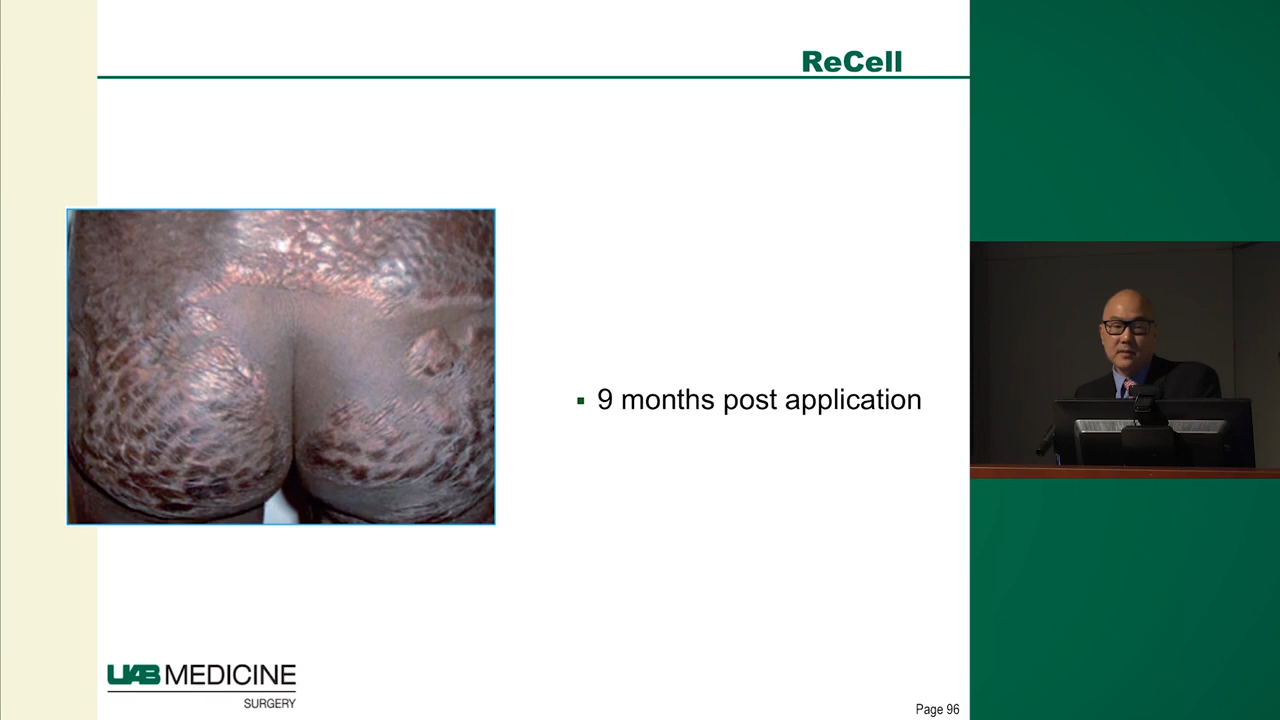 ReCell
▪ 9 months post application
UAB MEDICINE
SURGERY
Page 96